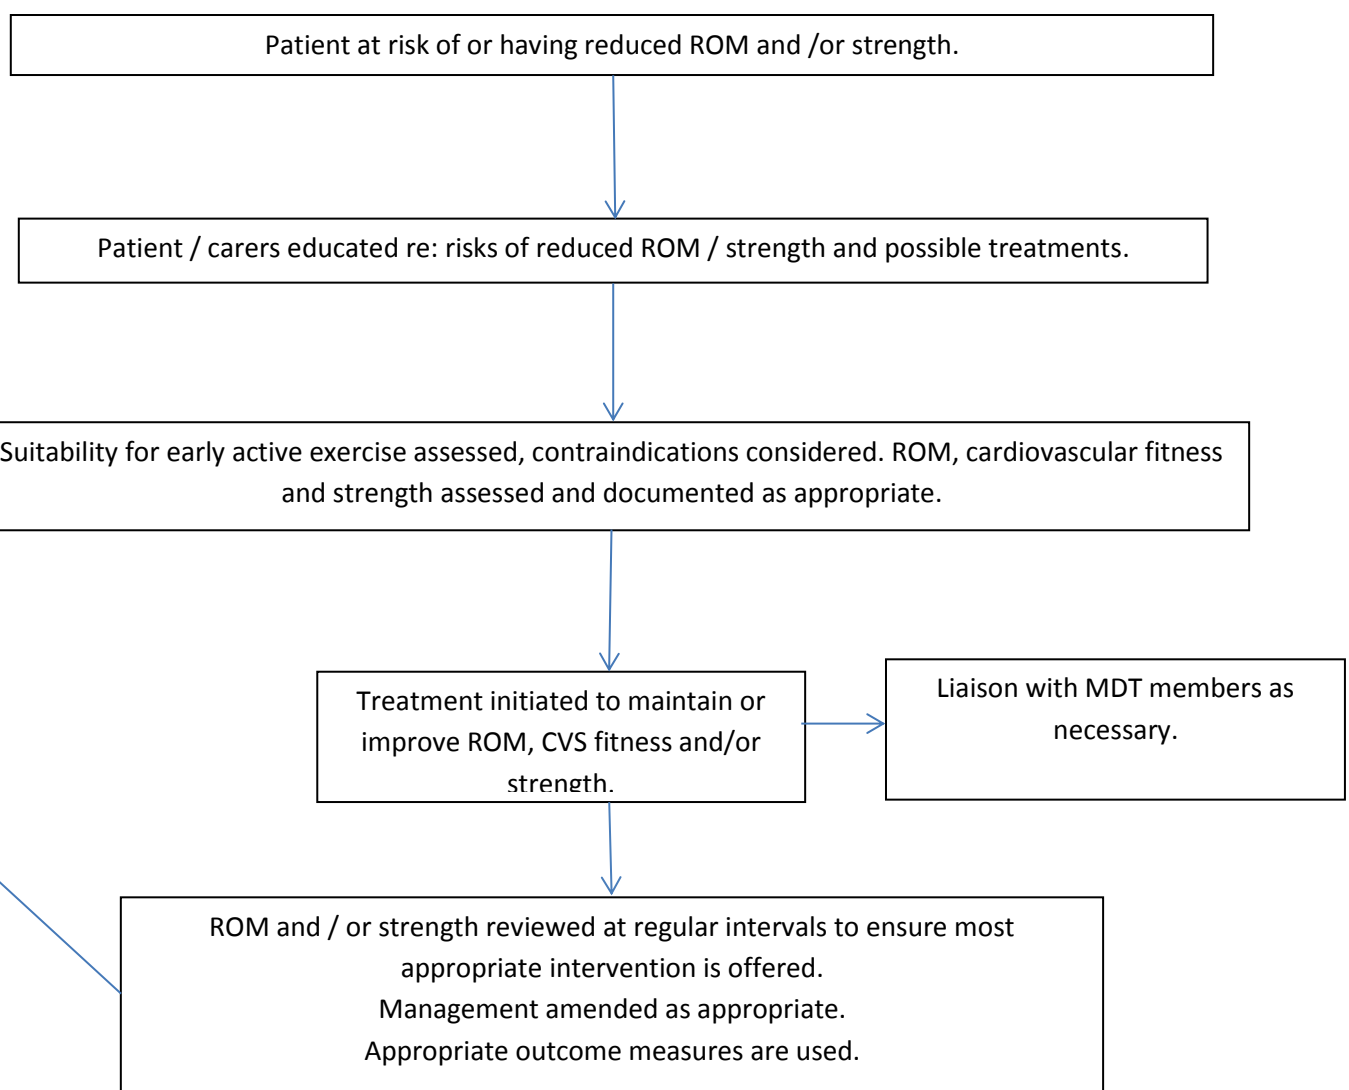 Patient at risk of or having reduced ROM and /or strength.
Patient / carers educated re: risks of reduced ROM / strength and possible treatments.
Suitability for early active exercise assessed, contraindications considered. ROM, cardiovascular fitness
and strength assessed and documented as appropriate.
Treatment initiated to maintain or
improve ROM, CVS fitness and/or
strength.
Liaison with MDT members as
necessary.
ROM and / or strength reviewed at regular intervals to ensure most
appropriate intervention is offered.
Management amended as appropriate.
Appropriate outcome measures are used.